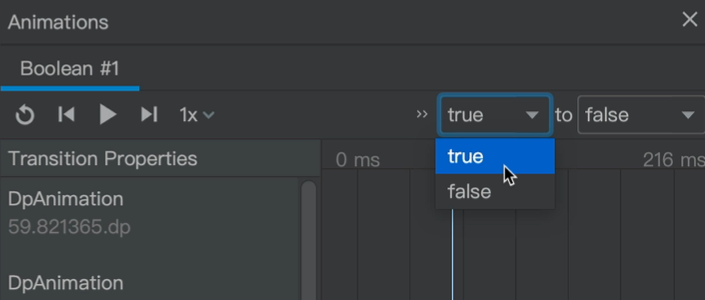 Animations
Boolean #1
1x
true to false
Transition Properties
0 ms
216 ms
true
false
DpAnimation
59.821365.dp
DpAnimation